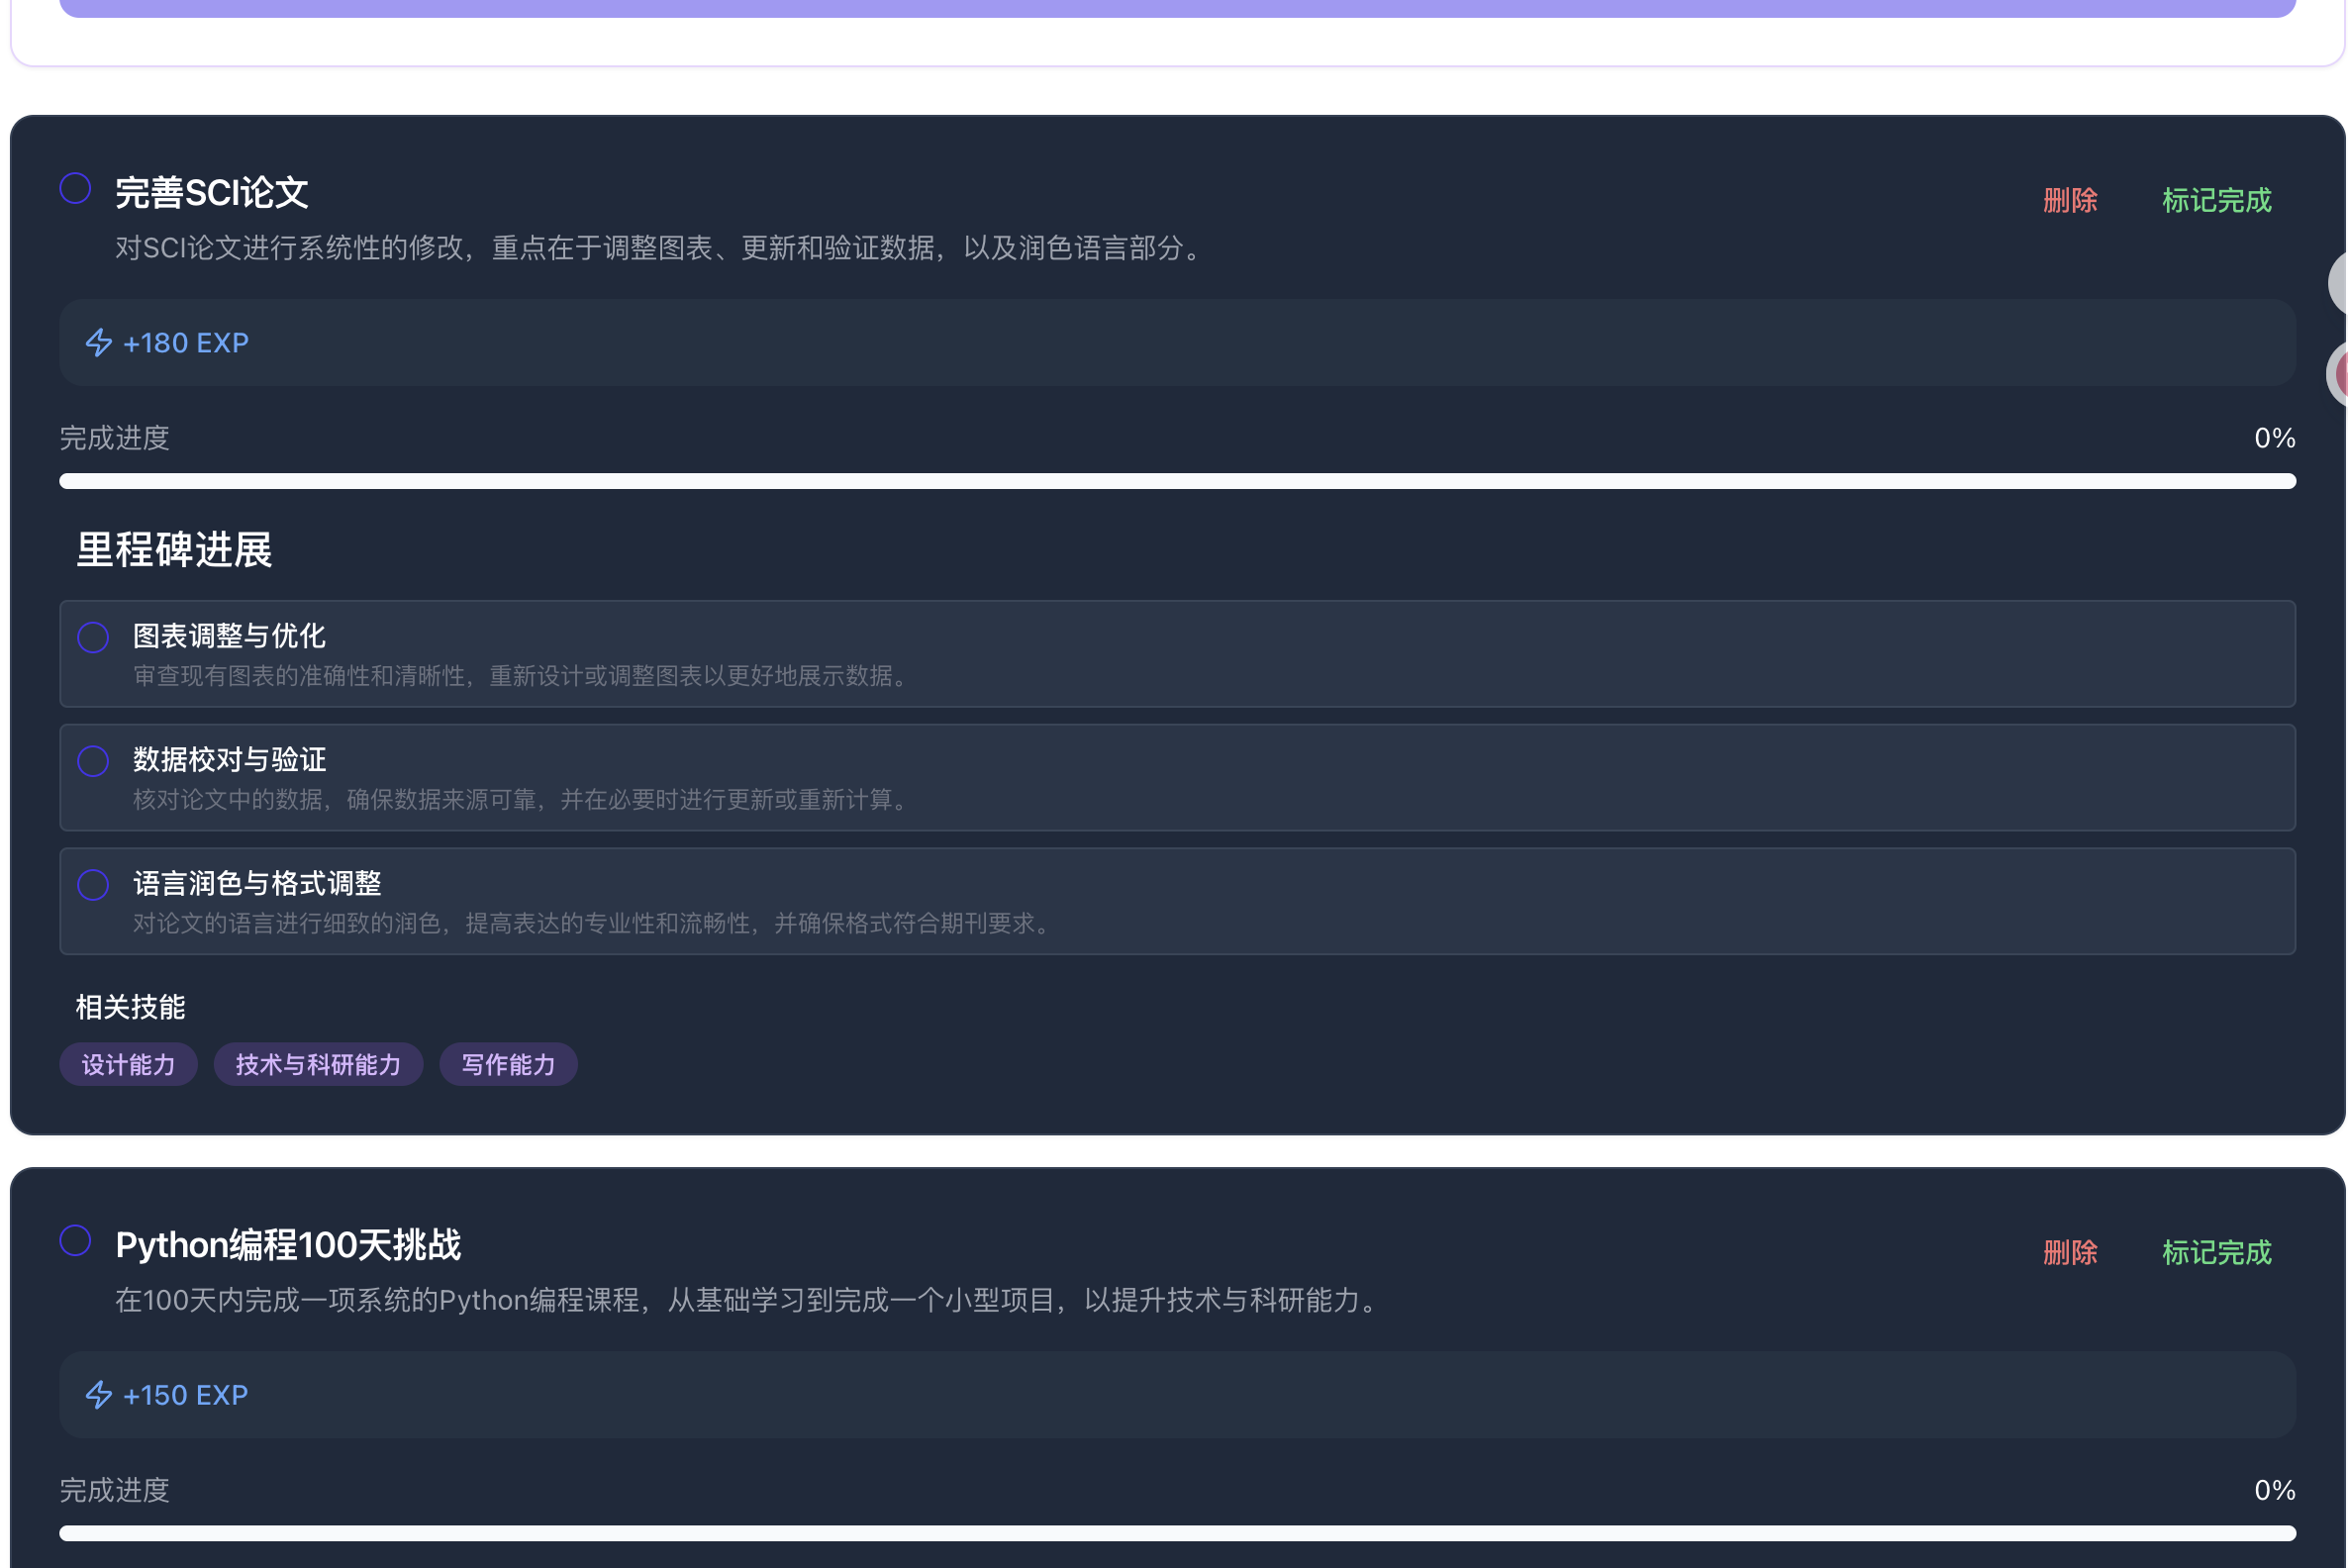 完善SCI论文
删除
标记完成
对SCI论文进行系统性的修改，重点在于调整图表、更新和验证数据，以及润色语言部分。
+180 EXP
完成进度
0%
里程碑进展
图表调整与优化
审查现有图表的准确性和清晰性，重新设计或调整图表以更好地展示数据。
数据校对与验证
核对论文中的数据，确保数据来源可靠，并在必要时进行更新或重新计算。
语言润色与格式调整
对论文的语言进行细致的润色，提高表达的专业性和流畅性，并确保格式符合期刊要求。
相关技能
设计能力
技术与科研能力
写作能力
Python编程100天挑战
删除
标记完成
在100天内完成一项系统的Python编程课程，从基础学习到完成一个小型项目，以提升技术与科研能力。
+150 EXP
完成进度
0%